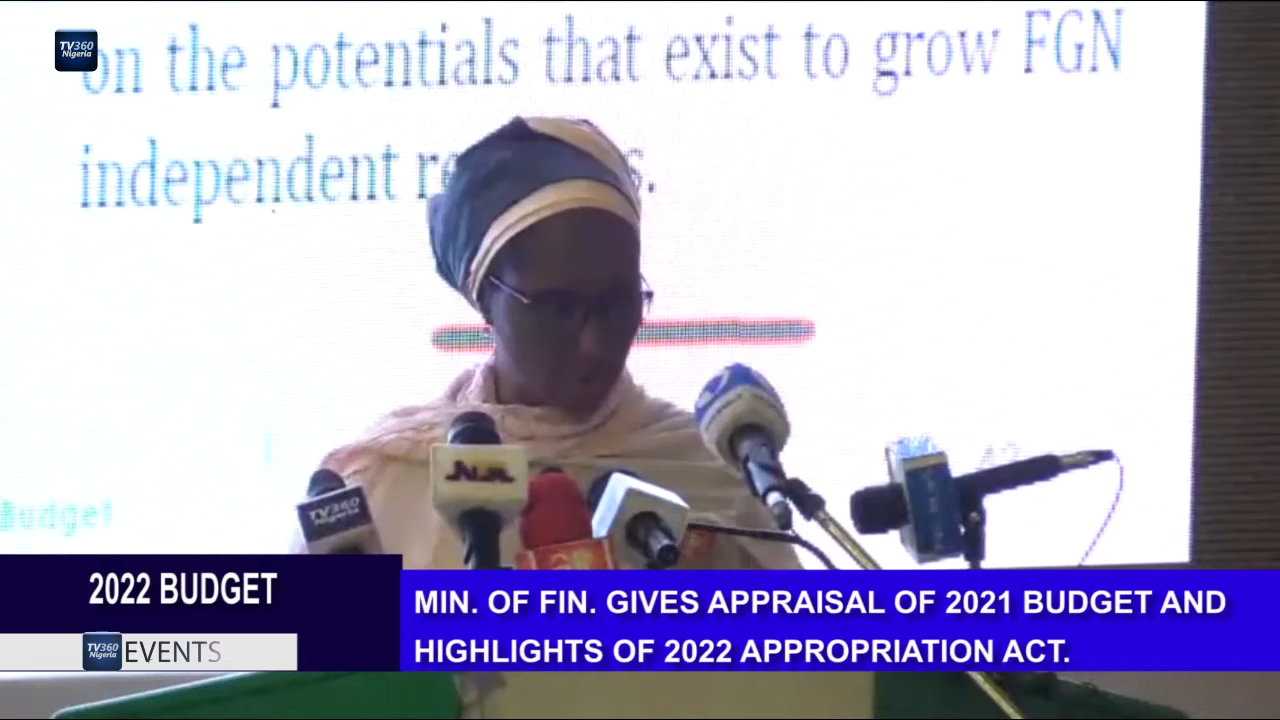 TV360
Nigeria
on the potentials that exist to grow FGN
independent
Budget
TV360
Nigeria
2022 BUDGET
TV360
Nigeria
EVENTS
MIN. OF FIN. GIVES APPRAISAL OF 2021 BUDGET AND
HIGHLIGHTS OF 2022 APPROPRIATION ACT.